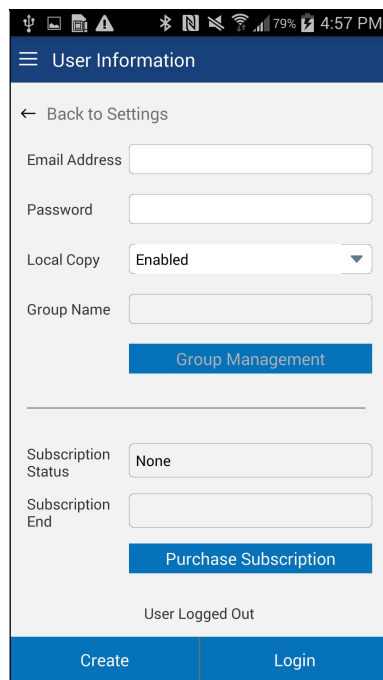 79% 4:57 PM
User Information
Back to Settings
Email Address
Password
Local Copy Enabled
Group Name
Group Management
Subscription
Status
None
Subscription
End
Purchase Subscription
User Logged Out
Create Login